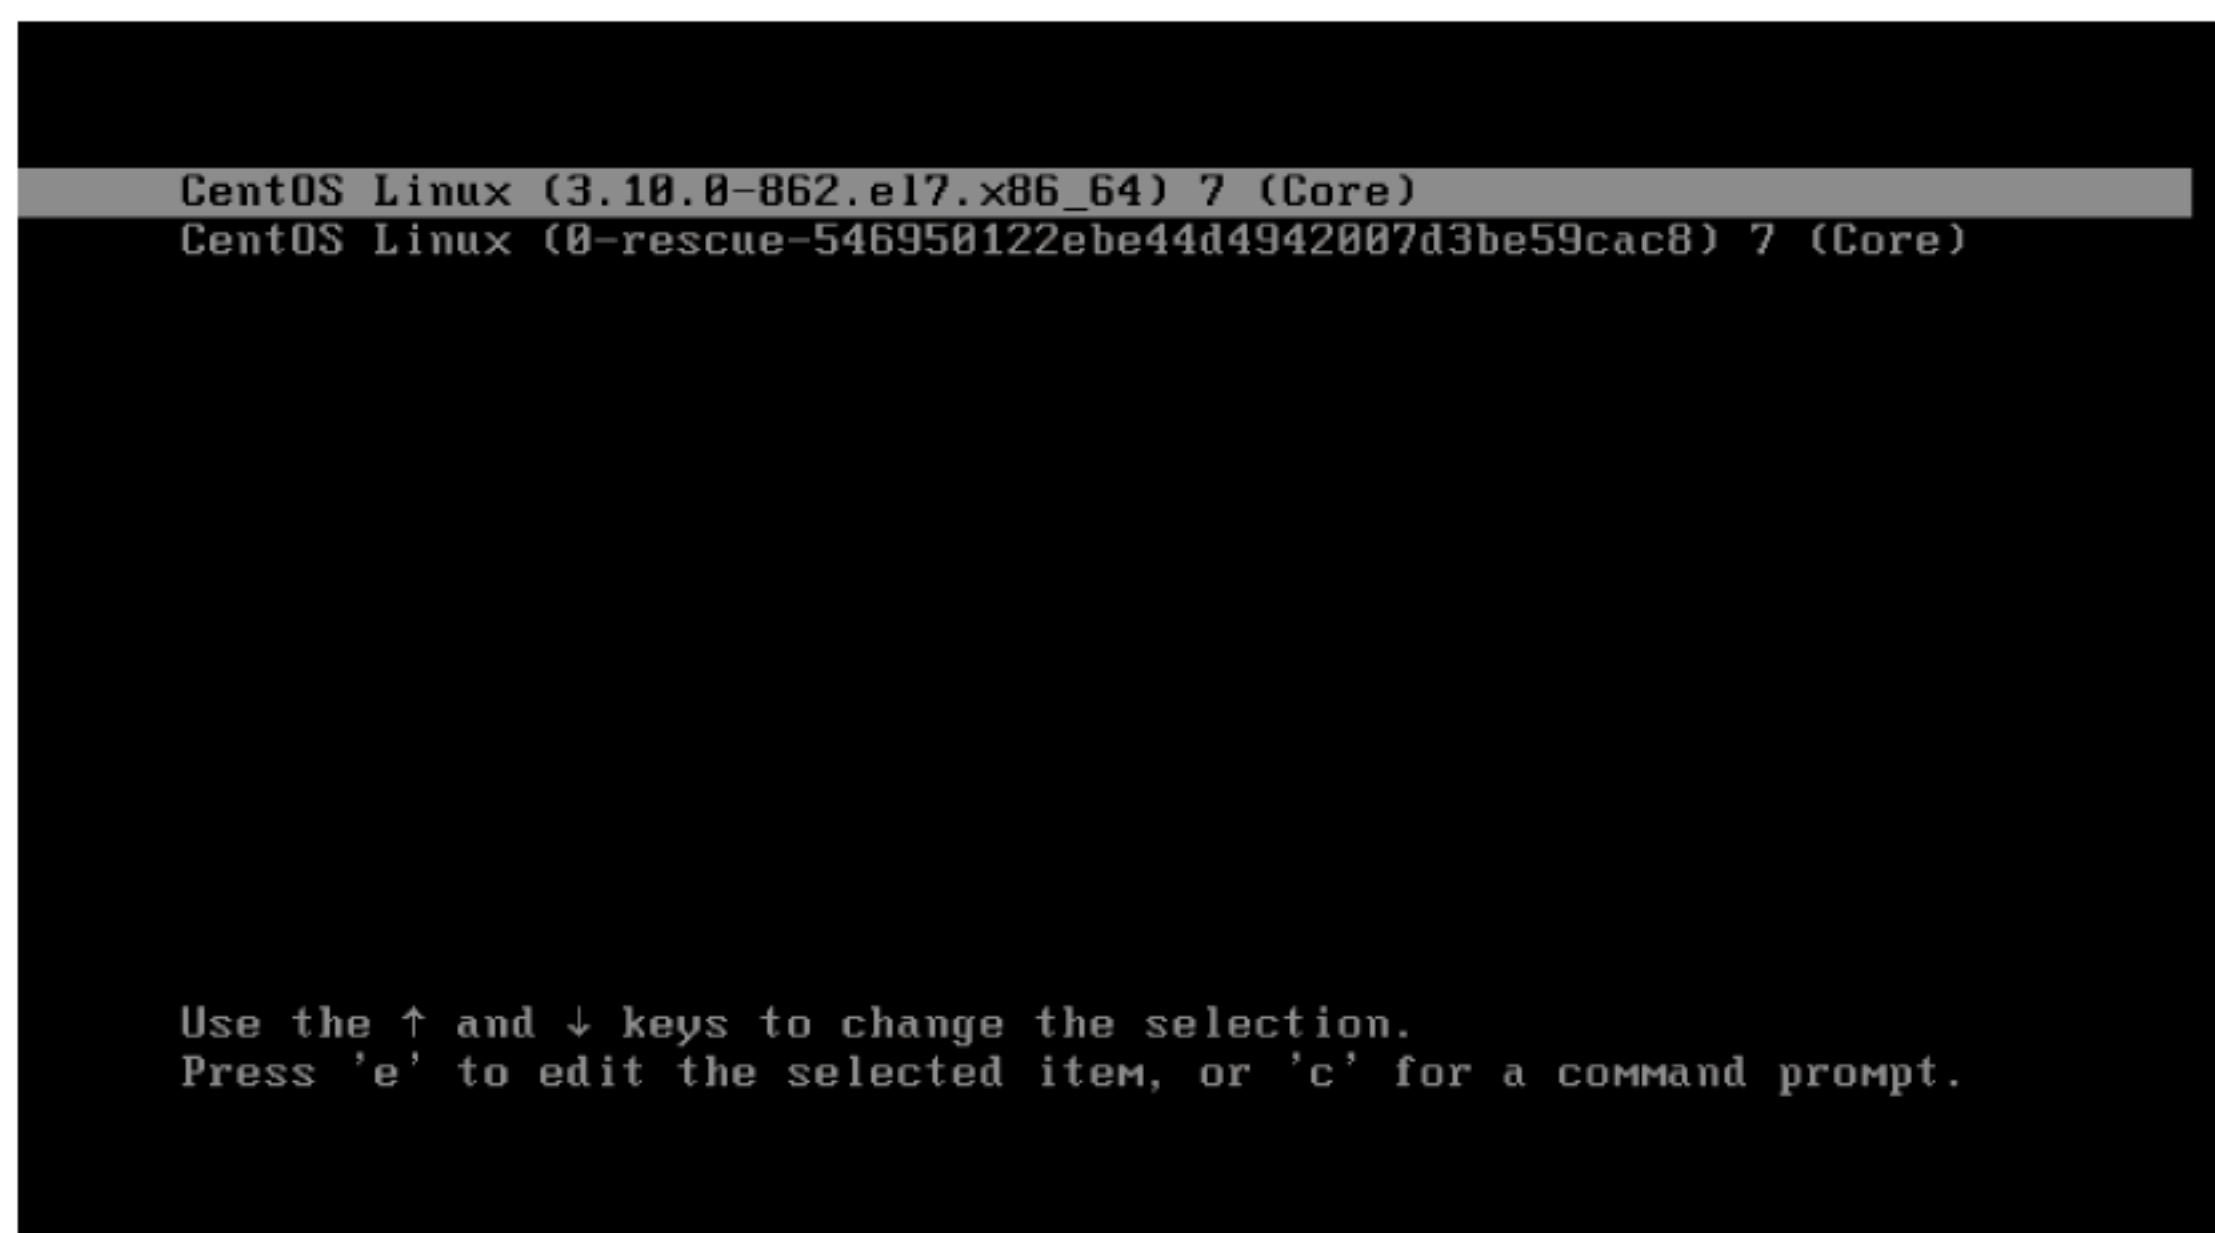 CentOS Linux (3.10.0-862.el7.x86_64) 7 (Core)
CentOS Linux (0-rescue-546950122ebe44d4942007d3be59cac8) 7 (Core)
Use the ↑ and ↓ keys to change the selection.
Press 'e' to edit the selected item, or 'c' for a command prompt.